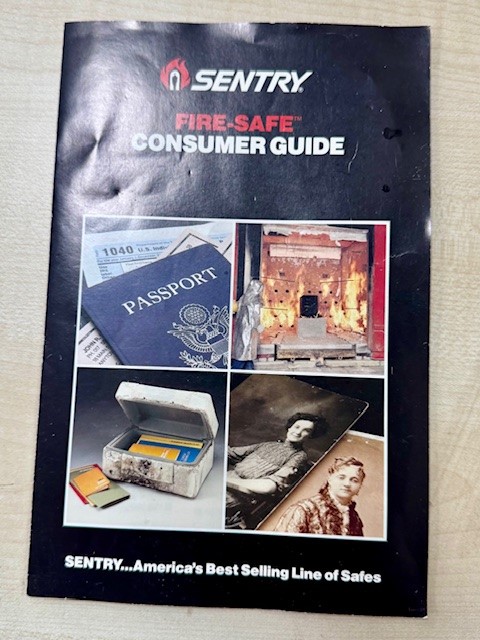 SENTRY®
FIRE-SAFE™
CONSUMER GUIDE
1040 U.S.
PASSPORT
SENTRY...America's Best Selling Line of Safes